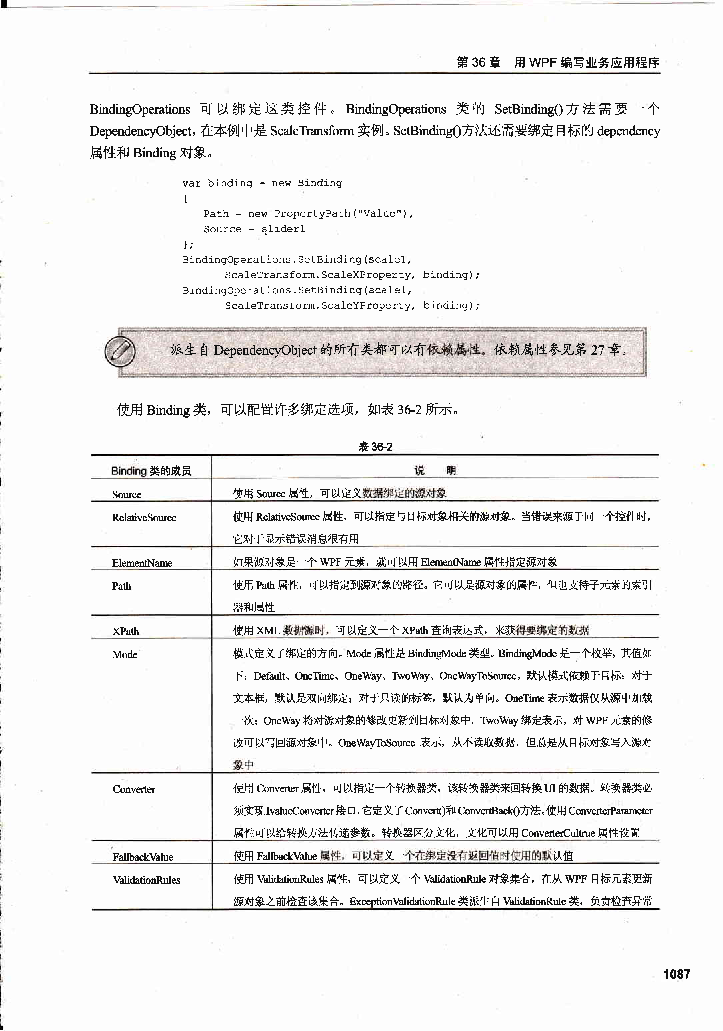 第 36 章 用 WPF 编写业务应用程序
BindingOperations 可以绑定这类控件。BindingOperations 类的 SetBinding()方法需要一个
DependencyObject，在本例中是 ScaleTransform 实例。SetBinding()方法还需要绑定目标的 dependency
属性和 Binding 对象。
var binding = new Binding
{
Path = new PropertyPath("Value"),
Source = slider1
};
BindingOperations.SetBinding(scale1,
ScaleTransform.ScaleXProperty, binding);
BindingOperations.SetBinding(scale1,
ScaleTransform.ScaleYProperty, binding);
派生自 DependencyObject 的所有类都可以有依赖属性。依赖属性参见第 27 章。
使用 Binding 类，可以配置许多绑定选项，如表 36-2 所示。
表 36-2
Binding 类的成员 说 明
Source 使用 Source 属性，可以定义数据绑定的源对象
RelativeSource 使用 RelativeSource 属性，可以指定与目标对象相关的源对象。当错误来源于同一个控件时，
它对于显示错误消息很有用
ElementName 如果源对象是一个 WPF 元素，就可以用 ElementName 属性指定源对象
Path 使用 Path 属性，可以指定到源对象的路径。它可以是源对象的属性，但也支持子元素的索引
器和属性
XPath 使用 XML 数据源时，可以定义一个 XPath 查询表达式，来获得要绑定的数据
Mode 模式定义了绑定的方向。Mode 属性是 BindingMode 类型。BindingMode 是一个枚举，其值如
下：Default、OneTime、OneWay、TwoWay、OneWayToSource，默认模式依赖于目标：对于
文本框，默认是双向绑定；对于只读的标签，默认为单向。OneTime 表示数据仅从源中加载
一次；OneWay 将对源对象的修改更新到目标对象中。TwoWay 绑定表示，对 WPF 元素的修
改可以写回源对象中。OneWayToSource 表示，从不读取数据，但总是从目标对象写入源对
象中
Converter 使用 Converter 属性，可以指定一个转换器类，该转换器类来回转换 UI 的数据。转换器类必
须实现 IvalueConverter 接口，它定义了 Convert()和 ConvertBack()方法。使用 ConverterParameter
属性可以给转换方法传递参数。转换器区分文化，文化可以用 ConverterCultrue 属性设置
FallbackValue 使用 FallbackValue 属性，可以定义一个在绑定没有返回值时使用的默认值
ValidationRules 使用 ValidationRules 属性，可以定义一个 ValidationRule 对象集合，在从 WPF 目标元素更新
源对象之前检查该集合。ExceptionValidationRule 类派生自 ValidationRule 类，负责检查异常
1087